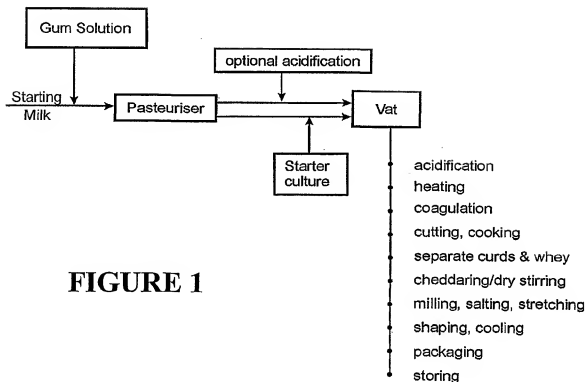 Gum Solution
optional acidification
Starting
Milk
Pasteuriser
Vat
Starter
culture
acidification
heating
coagulation
cutting, cooking
separate curds & whey
cheddaring/dry stirring
milling, salting, stretching
shaping, cooling
packaging
storing
FIGURE 1